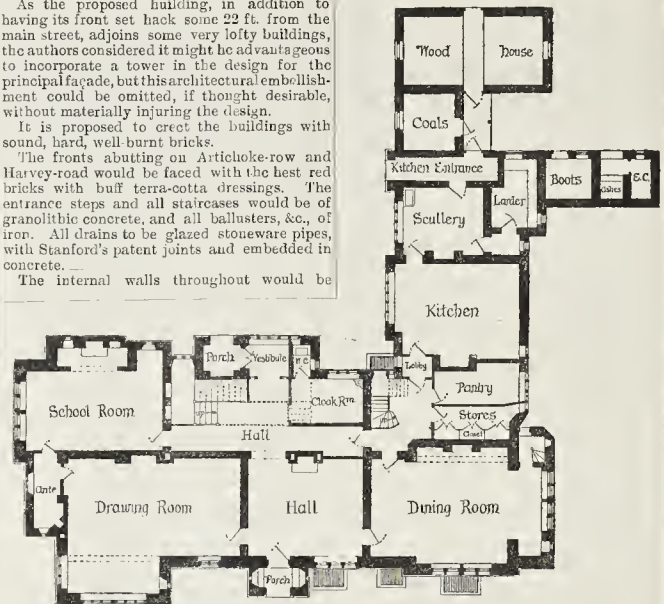 As the proposed huilding, in addition to
having its front set hack some 22 ft. from the
main street, adjoins some very lofty buildings,
the authors considered it might he advantageous
to incorporate a tower in the design for the
principal façade, but this architectural embellish-
ment could be omitted, if thought desirable,
without materially injuring the design.
It is proposed to erect the buildings with
sound, hard, well-burnt bricks.
The fronts abutting on Artichoke-row and
Harvey-road would be faced with the hest red
bricks with buff terra-cotta dressings. The
entrance steps and all staircases would be of
granolithic concrete, and all ballusters, &c., of
iron. All drains to be glazed stoneware pipes,
with Stanford's patent joints and embedded in
concrete.
The internal walls throughout would be
Wood house
Coals
Kitchen Entrance
Larder
Boots
Ashes
E.C.
Scullery
Kitchen
Lobby
Pantry
Stores
Closet
Porch
Vestibule
W.C.
Cloak Rm
up
School Room
Hall
Ante
Drawing Room
Hall
Dining Room
Porch